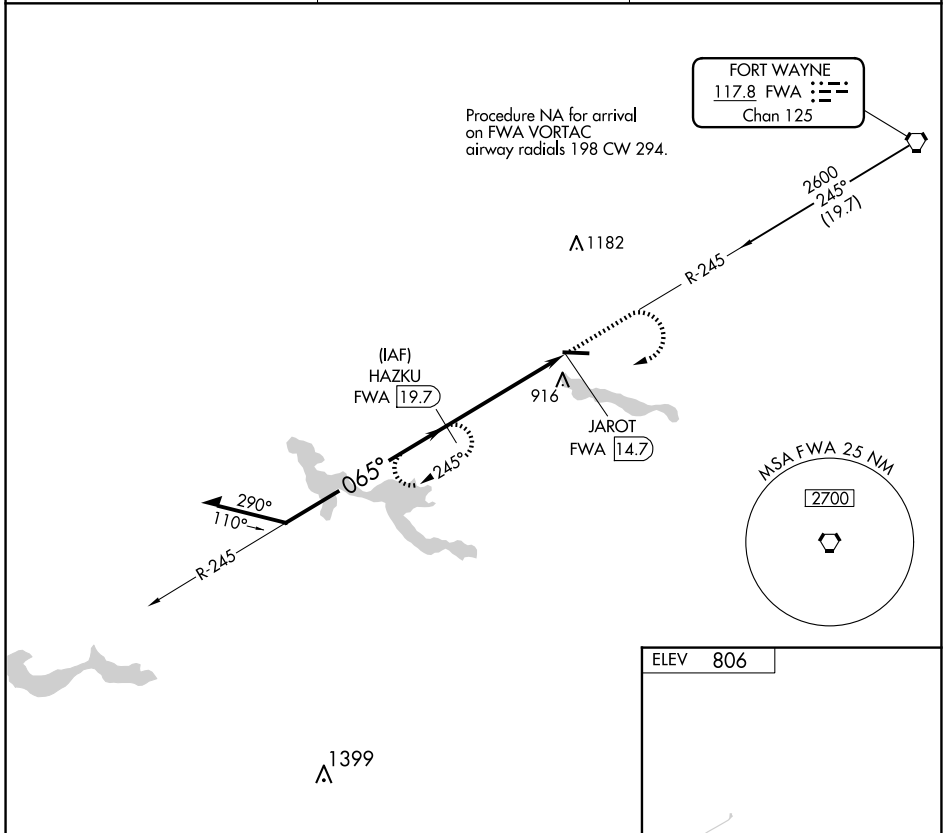 FORT WAYNE
117.8 FWA
Chan 125
Procedure NA for arrival
on FWA VORTAC
airway radials 198 CW 294.
2600
245°
(19.7)
1182
R-245
(IAF)
HAZKU
FWA 19.7
916
JAROT
FWA 14.7
065°
245°
290°
110°
R-245
MSA FWA 25 NM
2700
ELEV 806
1399